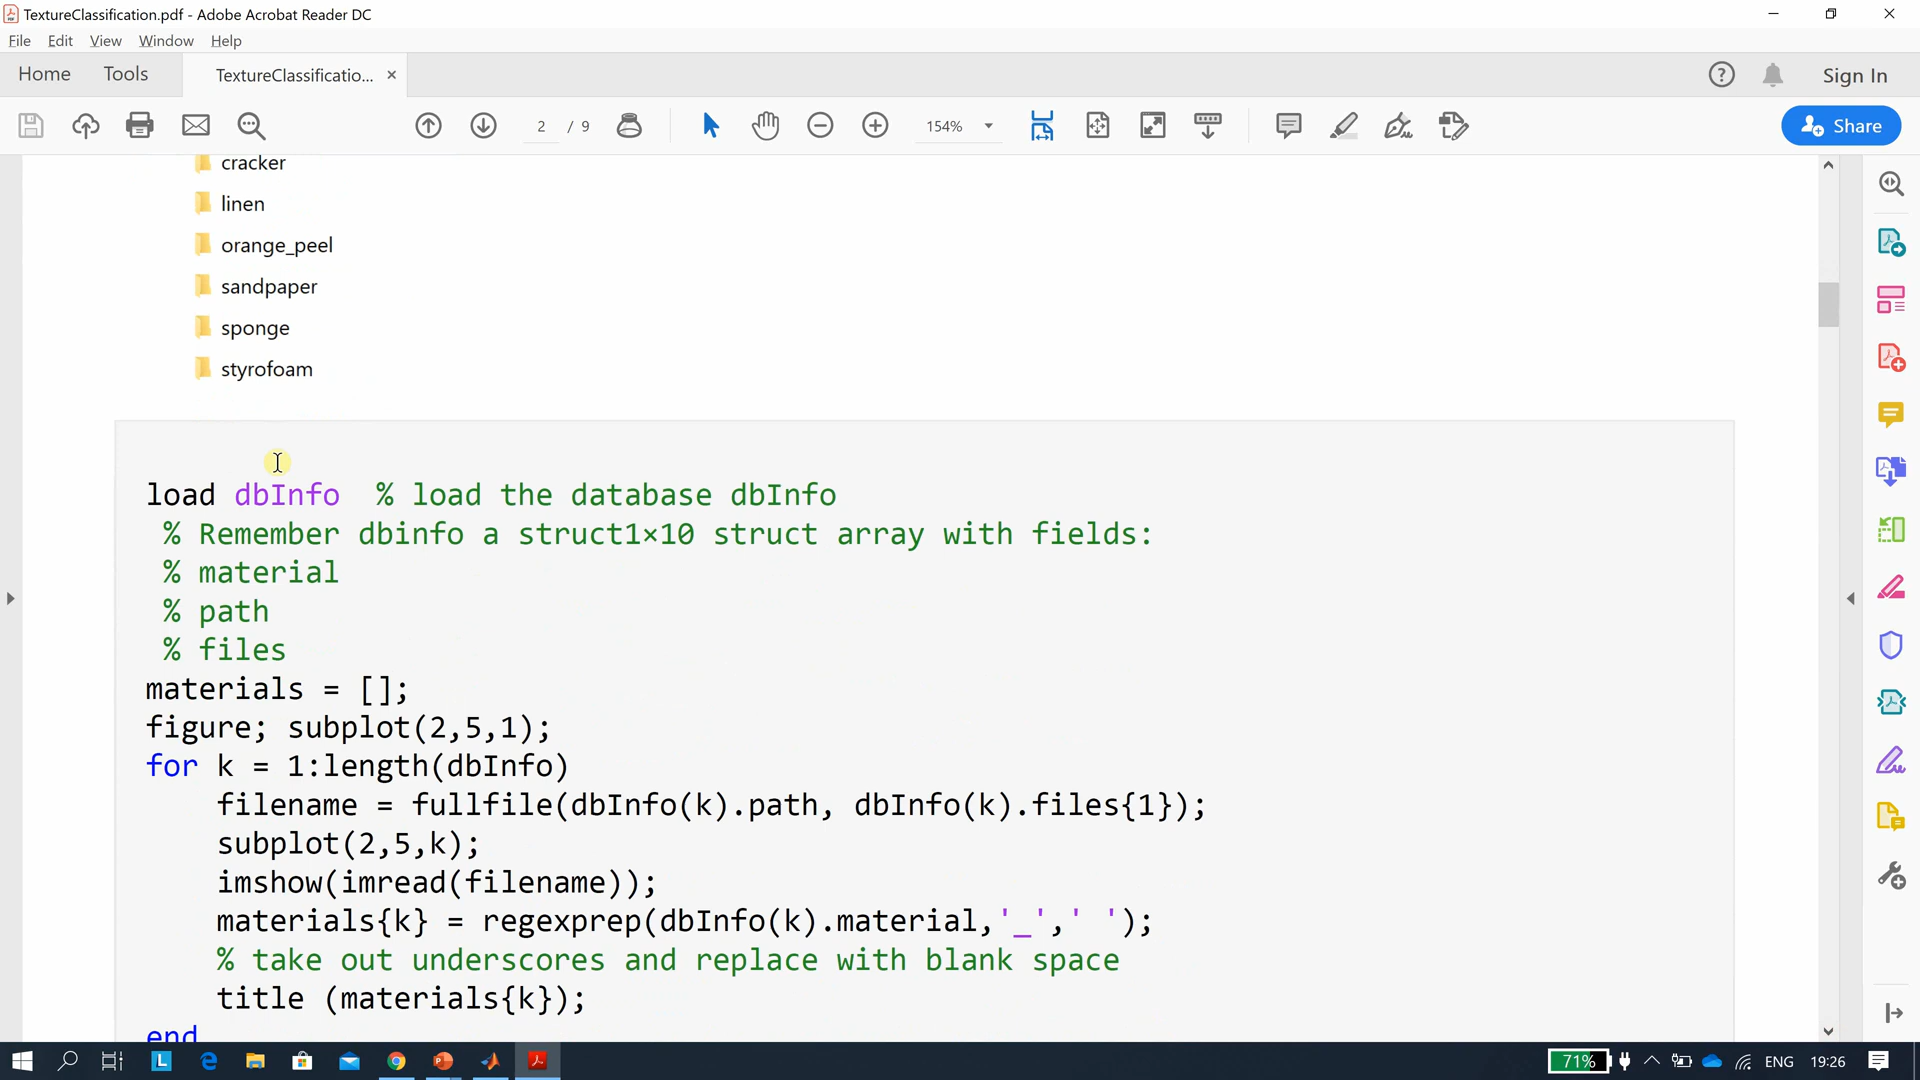 TextureClassification.pdf - Adobe Acrobat Reader DC
File Edit View Window Help
Home Tools TextureClassificatio... ×
Sign In
2 / 9
154%
Share
cracker
linen
orange_peel
sandpaper
sponge
styrofoam
load dbInfo % load the database dbInfo
% Remember dbinfo a struct1×10 struct array with fields:
% material
% path
% files
materials = [];
figure; subplot(2,5,1);
for k = 1:length(dbInfo)
filename = fullfile(dbInfo(k).path, dbInfo(k).files{1});
subplot(2,5,k);
imshow(imread(filename));
materials{k} = regexprep(dbInfo(k).material,'_',' ');
% take out underscores and replace with blank space
title (materials{k});
end
71% ENG 19:26